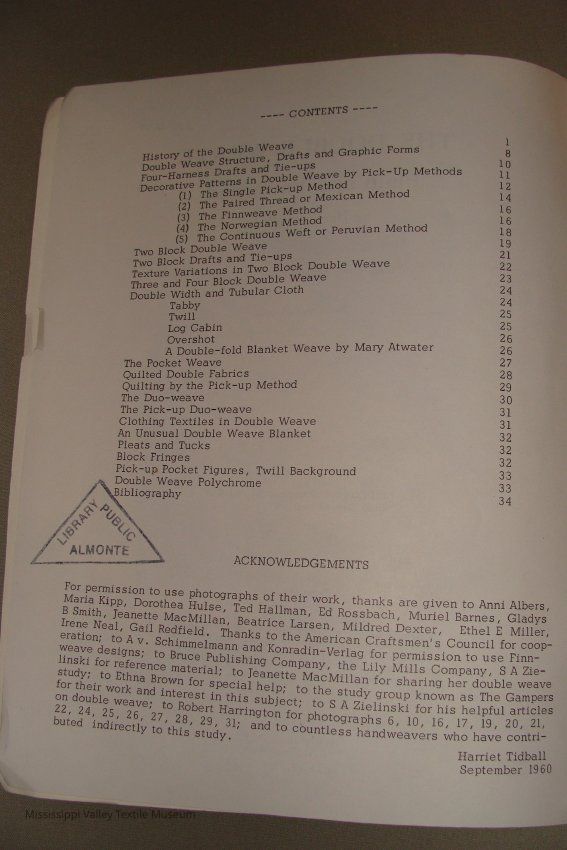 ---- CONTENTS ----
History of the Double Weave 1
Double Weave Structure, Drafts and Graphic Forms 8
Four-Harness Drafts and Tie-ups 10
Decorative Patterns in Double Weave by Pick-Up Methods 11
(1) The Single Pick-up Method 12
(2) The Paired Thread or Mexican Method 14
(3) The Finnweave Method 16
(4) The Norwegian Method 16
(5) The Continuous Weft or Peruvian Method 18
Two Block Double Weave 19
Two Block Drafts and Tie-ups 21
Texture Variations in Two Block Double Weave 22
Three and Four Block Double Weave 23
Double Width and Tubular Cloth 24
Tabby 24
Twill 25
Log Cabin 25
Overshot 26
A Double-fold Blanket Weave by Mary Atwater 26
The Pocket Weave 27
Quilted Double Fabrics 28
Quilting by the Pick-up Method 29
The Duo-weave 30
The Pick-up Duo-weave 31
Clothing Textiles in Double Weave 31
An Unusual Double Weave Blanket 32
Pleats and Tucks 32
Block Fringes 32
Pick-up Pocket Figures, Twill Background 33
Double Weave Polychrome 33
Bibliography 34
LIBRARY PUBLIC
ALMONTE
ACKNOWLEDGEMENTS
For permission to use photographs of their work, thanks are given to Anni Albers,
Maria Kipp, Dorothea Hulse, Ted Hallman, Ed Rossbach, Muriel Barnes, Gladys
B Smith, Jeanette MacMillan, Beatrice Larsen, Mildred Dexter, Ethel E Miller,
Irene Neal, Gail Redfield. Thanks to the American Craftsmen's Council for coop-
eration; to A v. Schimmelmann and Konradin-Verlag for permission to use Finn-
weave designs; to Bruce Publishing Company, the Lily Mills Company, S A Zie-
linski for reference material; to Jeanette MacMillan for sharing her double weave
study; to Ethna Brown for special help; to the study group known as The Gampers
for their work and interest in this subject; to S A Zielinski for his helpful articles
on double weave; to Robert Harrington for photographs 6, 10, 16, 17, 19, 20, 21,
22, 24, 25, 26, 27, 28, 29, 31; and to countless handweavers who have contri-
buted indirectly to this study.
Harriet Tidball
September 1960
Mississippi Valley Textile Museum